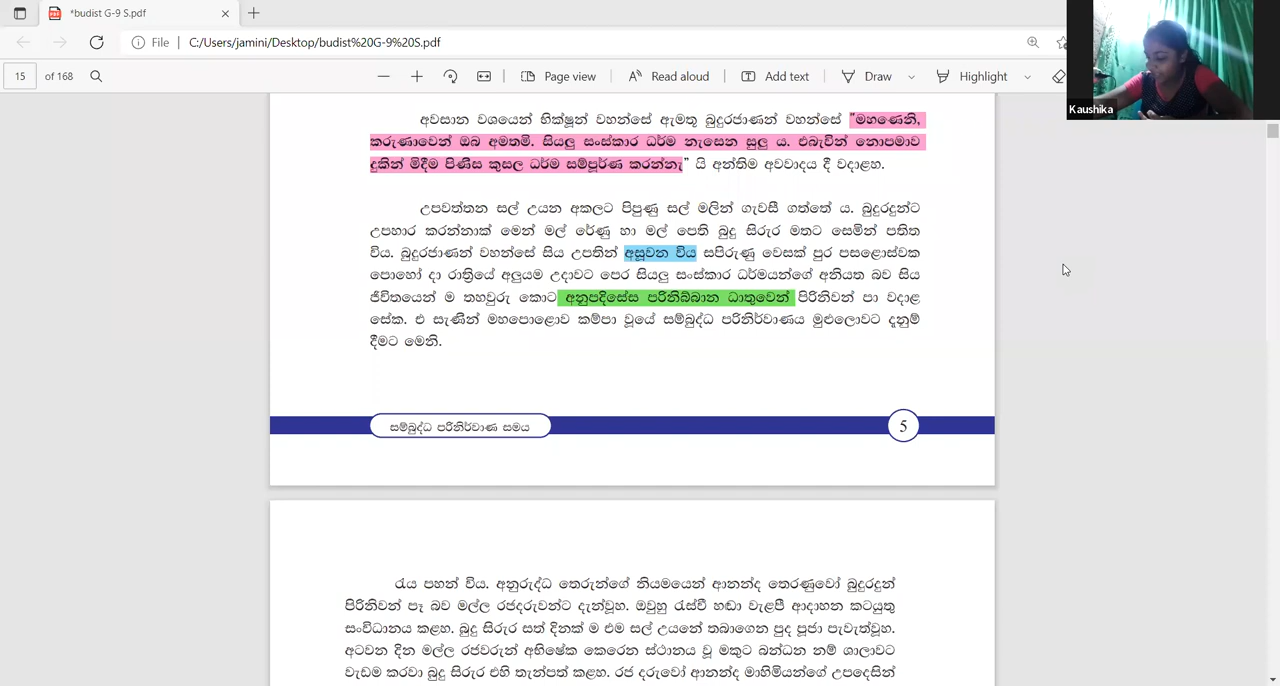 *budist G-9 S.pdf
File C:/Users/jamini/Desktop/budist%20G-9%20S.pdf
15 of 168 Page view Read aloud Add text Draw Highlight
Kaushika
අවසාන වශයෙන් භික්ෂූන් වහන්සේ ඇමතූ බුදුරජාණන් වහන්සේ "මහණෙනි,
කරුණාවෙන් ඔබ අමතමි. සියලු සංස්කාර ධර්ම නැසෙන සුලු ය. එබැවින් නොපමාව
දුකින් මිදීම පිණිස කුසල ධර්ම සම්පූර්ණ කරන්නැ" යි අන්තිම අවවාදය දී වදාළහ.
උපවත්තන සල් උයන අකලට පිපුණු සල් මලින් ගැවසී ගත්තේ ය. බුදුරදුන්ට
උපහාර කරන්නාක් මෙන් මල් රේණු හා මල් පෙති බුදු සිරුර මතට සෙමින් පතිත
විය. බුදුරජාණන් වහන්සේ සිය උපතින් අසූවන විය සපිරුණු වෙසක් පුර පසළොස්වක
පොහෝ දා රාත්‍රියේ අලුයම උදාවට පෙර සියලු සංස්කාර ධර්මයන්ගේ අනියත බව සිය
ජීවිතයෙන් ම තහවුරු කොට අනුපදිසේස පරිනිබ්බාන ධාතුවෙන් පිරිනිවන් පා වදාළ
සේක. එ සැණින් මහපොළොව කම්පා වූයේ සම්බුද්ධ පරිනිර්වාණය මුළුලොවට දැනුම්
දීමට මෙනි.
සම්බුද්ධ පරිනිර්වාණ සමය 5
රැය පහන් විය. අනුරුද්ධ තෙරුන්ගේ නියමයෙන් ආනන්ද තෙරණුවෝ බුදුරදුන්
පිරිනිවන් පෑ බව මල්ල රජදරුවන්ට දැන්වූහ. ඔවුහු රැස්වී හඬා වැළපී ආදාහන කටයුතු
සංවිධානය කළහ. බුදු සිරුර සත් දිනක් ම එම සල් උයනේ තබාගෙන පුද පූජා පැවැත්වූහ.
අටවන දින මල්ල රජවරුන් අභිෂේක කෙරෙන ස්ථානය වූ මකුට බන්ධන නම් ශාලාවට
වැඩම කරවා බුදු සිරුර එහි තැන්පත් කළහ. රජ දරුවෝ ආනන්ද මාහිමියන්ගේ උපදෙසින්